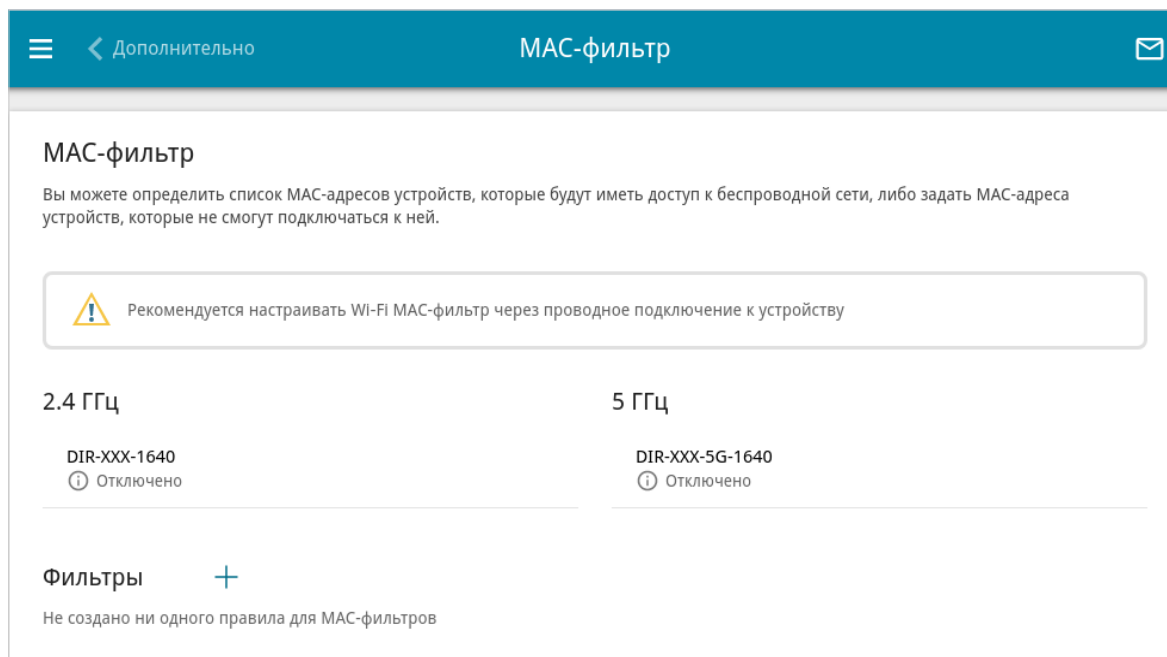 Дополнительно
MAC-фильтр
MAC-фильтр
Вы можете определить список MAC-адресов устройств, которые будут иметь доступ к беспроводной сети, либо задать MAC-адреса
устройств, которые не смогут подключаться к ней.
Рекомендуется настраивать Wi-Fi MAC-фильтр через проводное подключение к устройству
2.4 ГГц
5 ГГц
DIR-XXX-1640
DIR-XXX-5G-1640
Отключено
Отключено
Фильтры
Не создано ни одного правила для MAC-фильтров